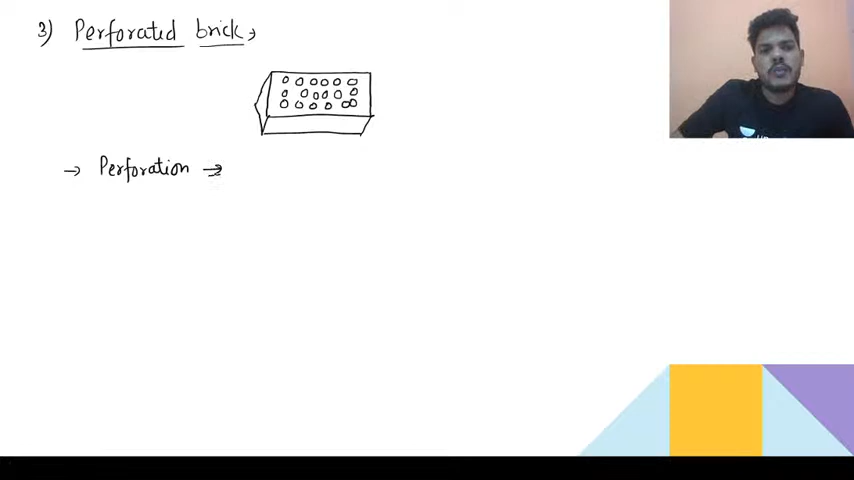 3) Perforated brick,
→ Perforation →